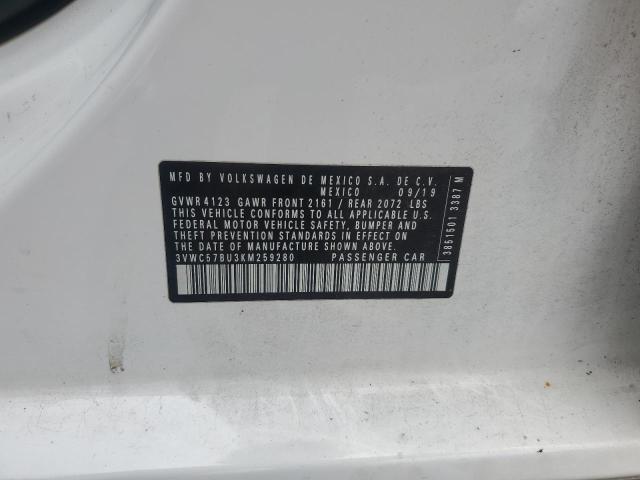 MFD BY VOLKSWAGEN DE MEXICO S.A. DE C.V.
MEXICO 09/19
GVWR 4123 GAWR FRONT 2161 / REAR 2072 LBS
THIS VEHICLE CONFORMS TO ALL APPLICABLE U.S.
FEDERAL MOTOR VEHICLE SAFETY, BUMPER AND
THEFT PREVENTION STANDARDS IN EFFECT ON
THE DATE OF MANUFACTURE SHOWN ABOVE.
3VWC57BU3KM259280 PASSENGER CAR
3851501 3387 M